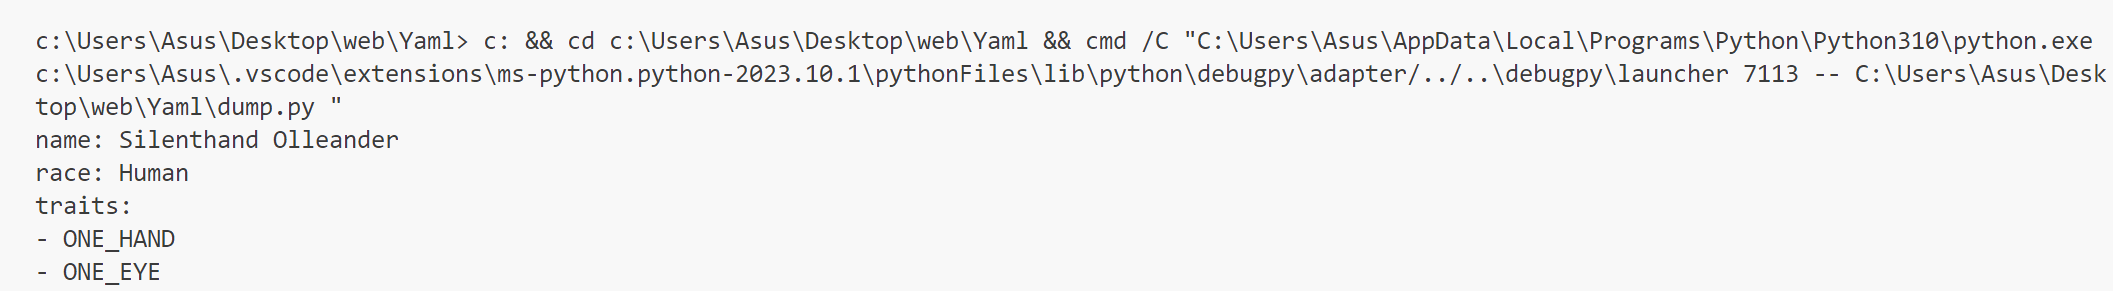 c:\Users\Asus\Desktop\web\Yaml> c: && cd c:\Users\Asus\Desktop\web\Yaml && cmd /C "C:\Users\Asus\AppData\Local\Programs\Python\Python310\python.exe
c:\Users\Asus\.vscode\extensions\ms-python.python-2023.10.1\pythonFiles\lib\python\debugpy\adapter/../..\debugpy\launcher 7113 -- C:\Users\Asus\Desk
top\web\Yaml\dump.py "
name: Silenthand Olleander
race: Human
traits:
- ONE_HAND
- ONE_EYE